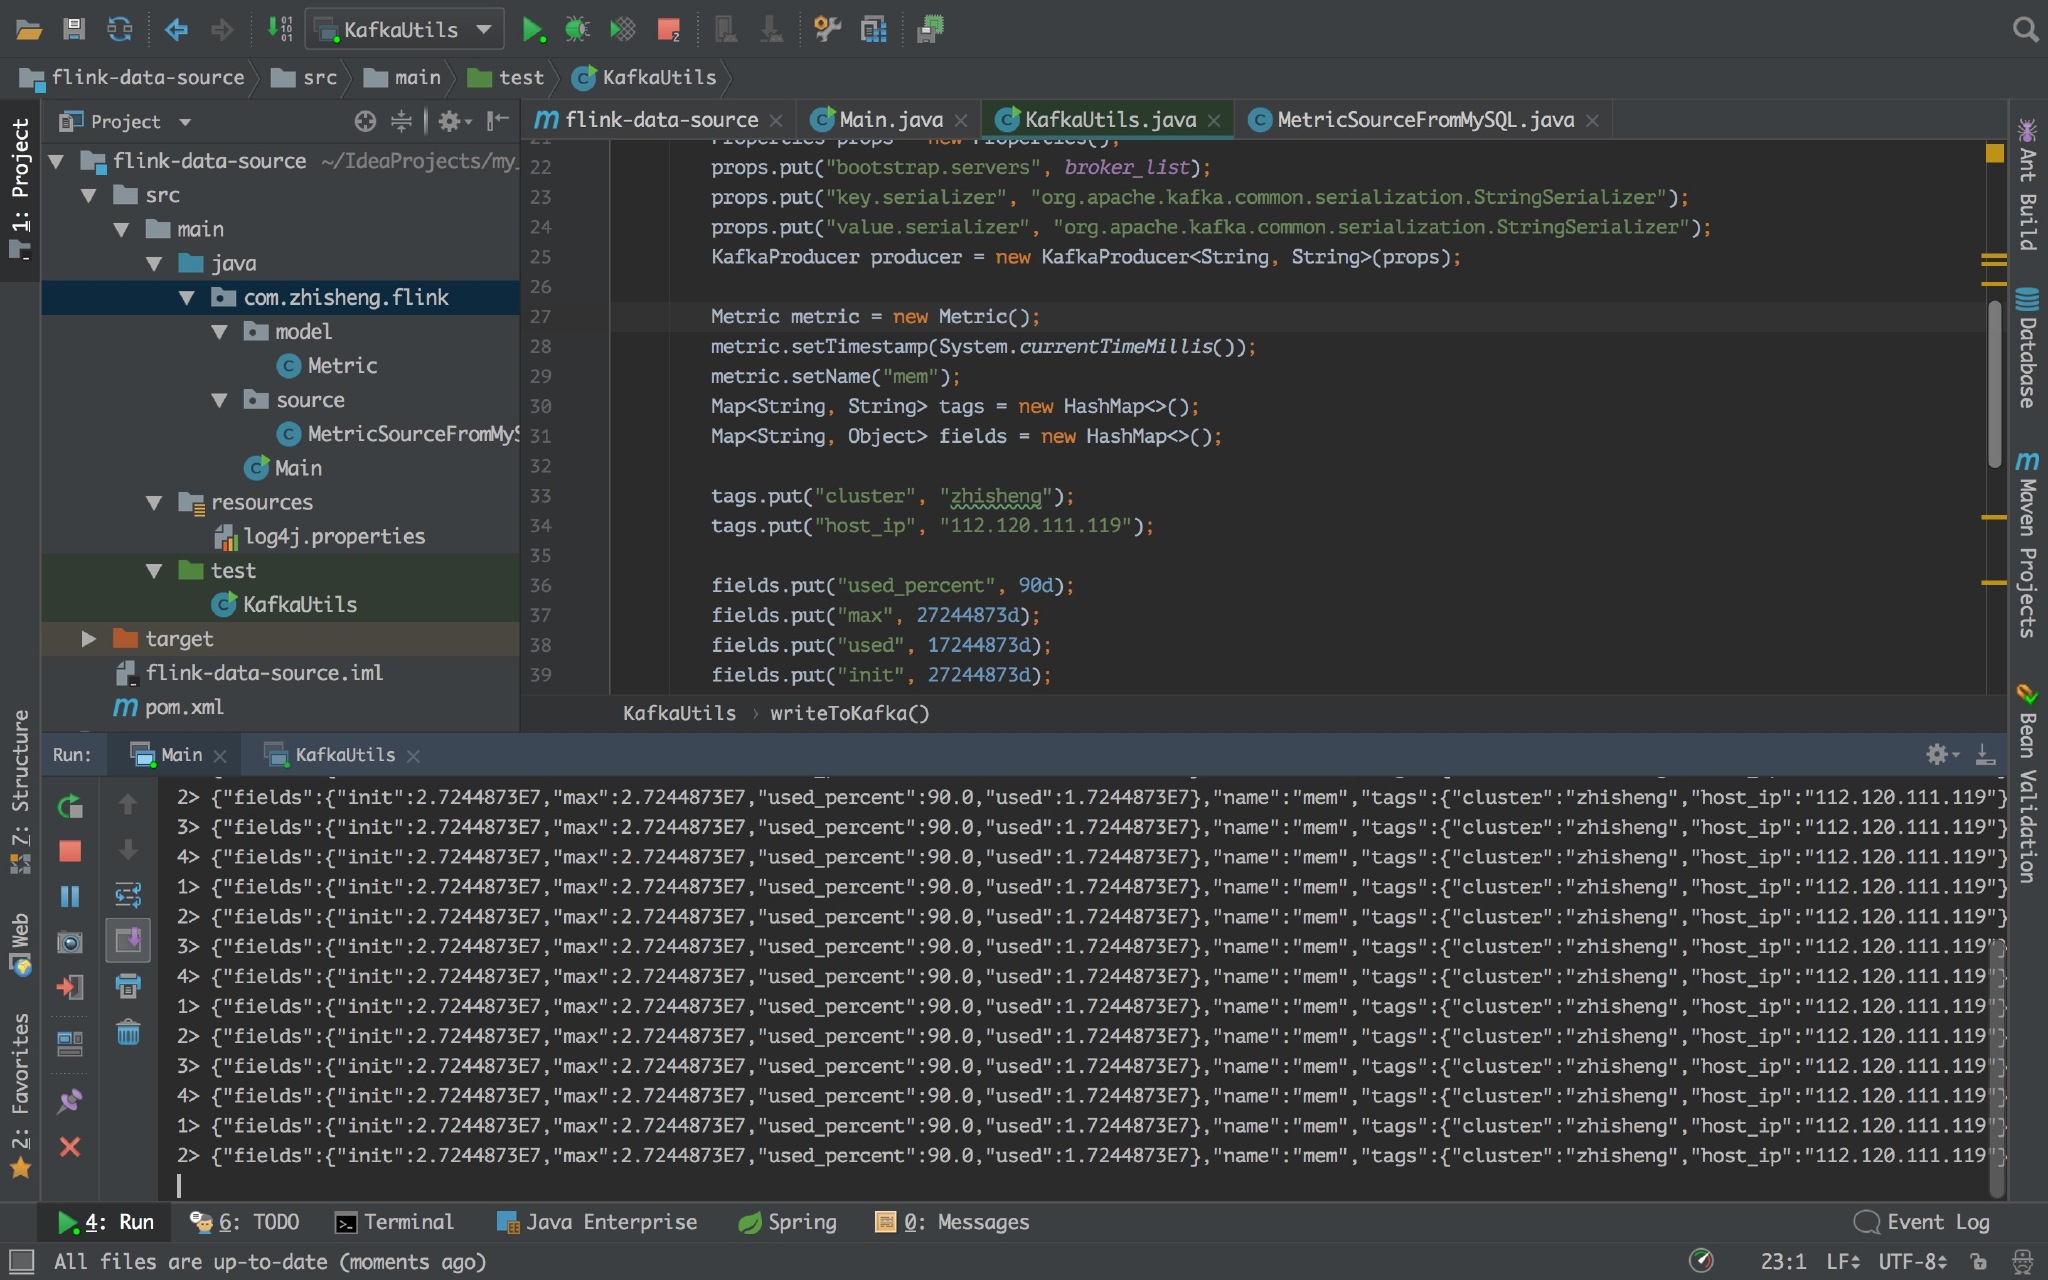 KafkaUtils
flink-data-source src main test KafkaUtils
Project
flink-data-source Main.java KafkaUtils.java MetricSourceFromMySQL.java
1: Project
7: Structure
Web
2: Favorites
flink-data-source ~/IdeaProjects/my_
src
main
java
com.zhisheng.flink
model
Metric
source
MetricSourceFromMyS
Main
resources
log4j.properties
test
KafkaUtils
target
flink-data-source.iml
pom.xml
21 Properties props = new Properties();
22 props.put("bootstrap.servers", broker_list);
23 props.put("key.serializer", "org.apache.kafka.common.serialization.StringSerializer");
24 props.put("value.serializer", "org.apache.kafka.common.serialization.StringSerializer");
25 KafkaProducer producer = new KafkaProducer<String, String>(props);
26
27 Metric metric = new Metric();
28 metric.setTimestamp(System.currentTimeMillis());
29 metric.setName("mem");
30 Map<String, String> tags = new HashMap<>();
31 Map<String, Object> fields = new HashMap<>();
32
33 tags.put("cluster", "zhisheng");
34 tags.put("host_ip", "112.120.111.119");
35
36 fields.put("used_percent", 90d);
37 fields.put("max", 27244873d);
38 fields.put("used", 17244873d);
39 fields.put("init", 27244873d);
KafkaUtils › writeToKafka()
Ant Build
Database
Maven Projects
Bean Validation
Run: Main KafkaUtils
2> {"fields":{"init":2.7244873E7,"max":2.7244873E7,"used_percent":90.0,"used":1.7244873E7},"name":"mem","tags":{"cluster":"zhisheng","host_ip":"112.120.111.119"}
3> {"fields":{"init":2.7244873E7,"max":2.7244873E7,"used_percent":90.0,"used":1.7244873E7},"name":"mem","tags":{"cluster":"zhisheng","host_ip":"112.120.111.119"}
4> {"fields":{"init":2.7244873E7,"max":2.7244873E7,"used_percent":90.0,"used":1.7244873E7},"name":"mem","tags":{"cluster":"zhisheng","host_ip":"112.120.111.119"}
1> {"fields":{"init":2.7244873E7,"max":2.7244873E7,"used_percent":90.0,"used":1.7244873E7},"name":"mem","tags":{"cluster":"zhisheng","host_ip":"112.120.111.119"}
2> {"fields":{"init":2.7244873E7,"max":2.7244873E7,"used_percent":90.0,"used":1.7244873E7},"name":"mem","tags":{"cluster":"zhisheng","host_ip":"112.120.111.119"}
3> {"fields":{"init":2.7244873E7,"max":2.7244873E7,"used_percent":90.0,"used":1.7244873E7},"name":"mem","tags":{"cluster":"zhisheng","host_ip":"112.120.111.119"}
4> {"fields":{"init":2.7244873E7,"max":2.7244873E7,"used_percent":90.0,"used":1.7244873E7},"name":"mem","tags":{"cluster":"zhisheng","host_ip":"112.120.111.119"}
1> {"fields":{"init":2.7244873E7,"max":2.7244873E7,"used_percent":90.0,"used":1.7244873E7},"name":"mem","tags":{"cluster":"zhisheng","host_ip":"112.120.111.119"}
2> {"fields":{"init":2.7244873E7,"max":2.7244873E7,"used_percent":90.0,"used":1.7244873E7},"name":"mem","tags":{"cluster":"zhisheng","host_ip":"112.120.111.119"}
3> {"fields":{"init":2.7244873E7,"max":2.7244873E7,"used_percent":90.0,"used":1.7244873E7},"name":"mem","tags":{"cluster":"zhisheng","host_ip":"112.120.111.119"}
4> {"fields":{"init":2.7244873E7,"max":2.7244873E7,"used_percent":90.0,"used":1.7244873E7},"name":"mem","tags":{"cluster":"zhisheng","host_ip":"112.120.111.119"}
1> {"fields":{"init":2.7244873E7,"max":2.7244873E7,"used_percent":90.0,"used":1.7244873E7},"name":"mem","tags":{"cluster":"zhisheng","host_ip":"112.120.111.119"}
2> {"fields":{"init":2.7244873E7,"max":2.7244873E7,"used_percent":90.0,"used":1.7244873E7},"name":"mem","tags":{"cluster":"zhisheng","host_ip":"112.120.111.119"}
4: Run 6: TODO Terminal Java Enterprise Spring 0: Messages Event Log
All files are up-to-date (moments ago) 23:1 LF UTF-8